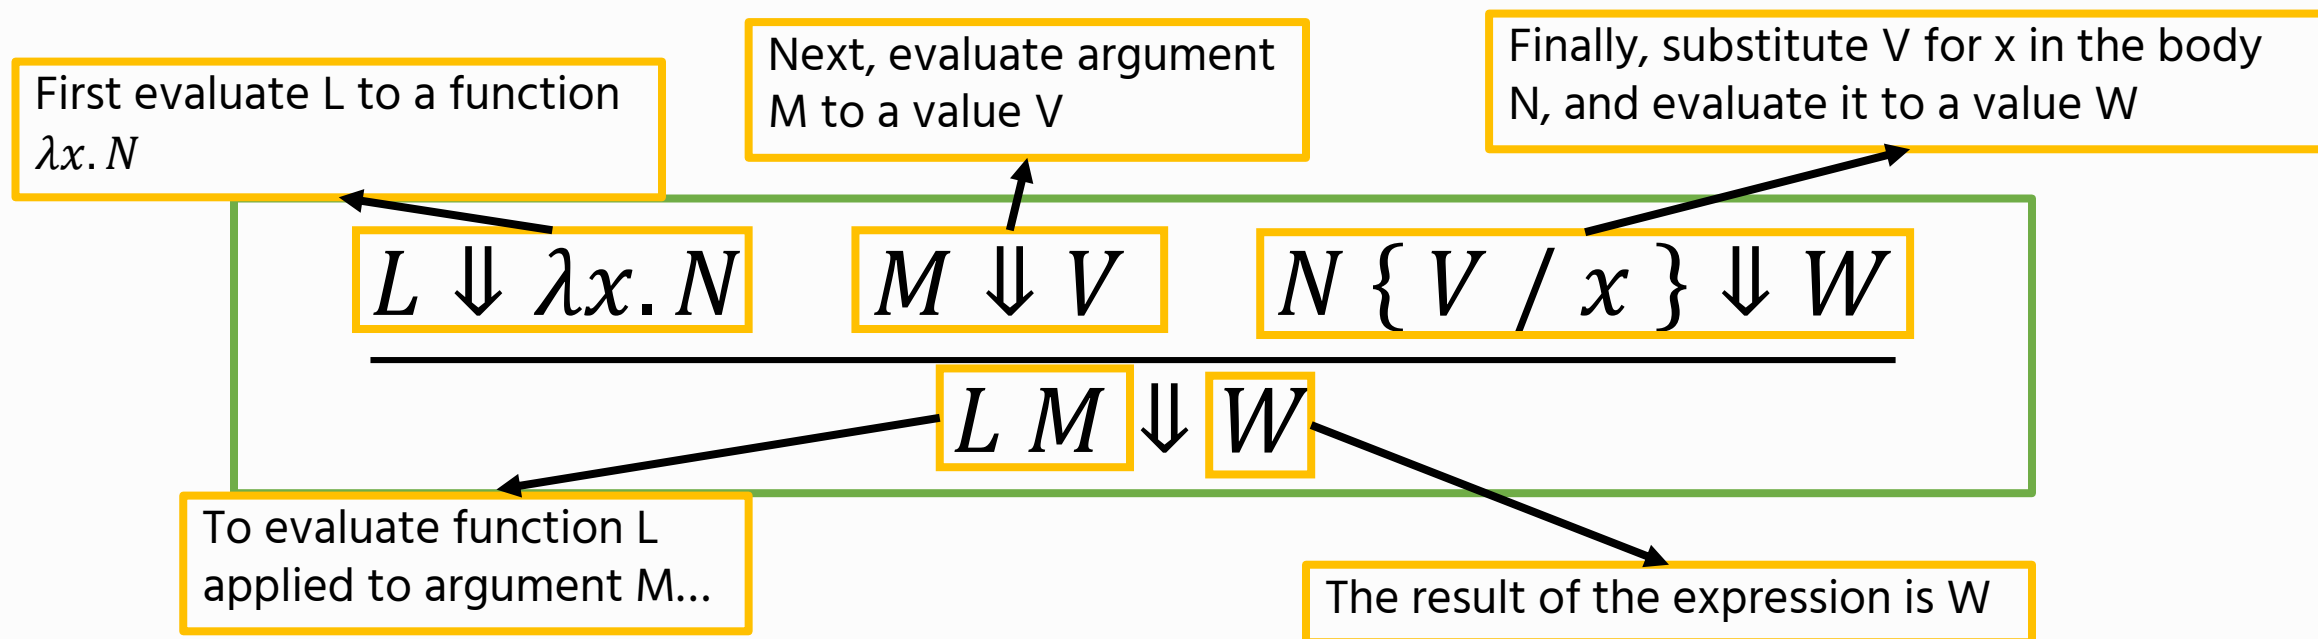 First evaluate L to a function
λx. N
Next, evaluate argument
M to a value V
Finally, substitute V for x in the body
N, and evaluate it to a value W
L ⇓ λx. N M ⇓ V N { V / x } ⇓ W
L M ⇓ W
To evaluate function L
applied to argument M...
The result of the expression is W